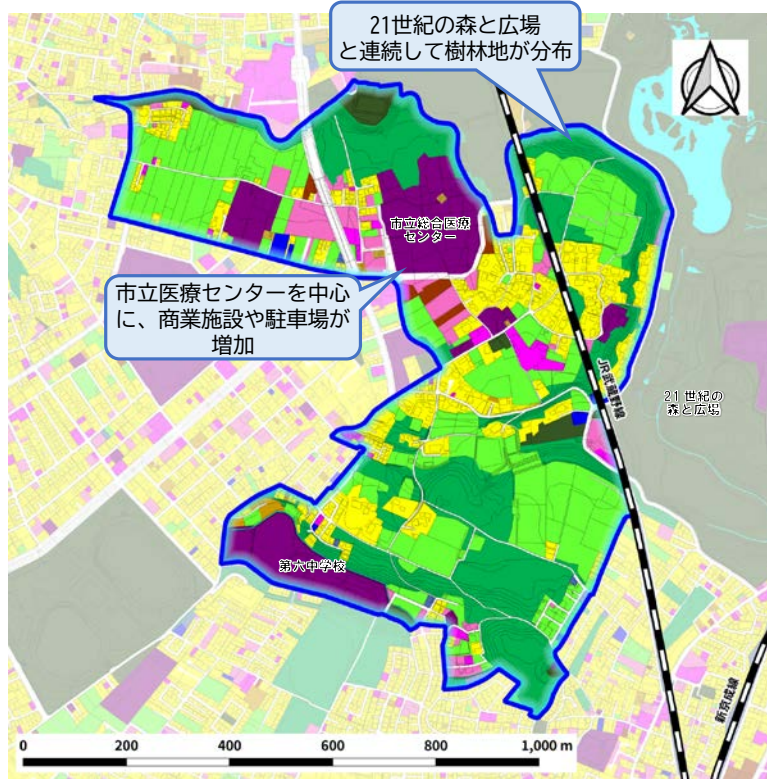 21世紀の森と広場
と連続して樹林地が分布
市立総合医療
センター
市立医療センターを中心
に、商業施設や駐車場が
増加
JR武蔵野線
21世紀の
森と広場
第六中学校
新京成線
0 200 400 600 800 1,000 m